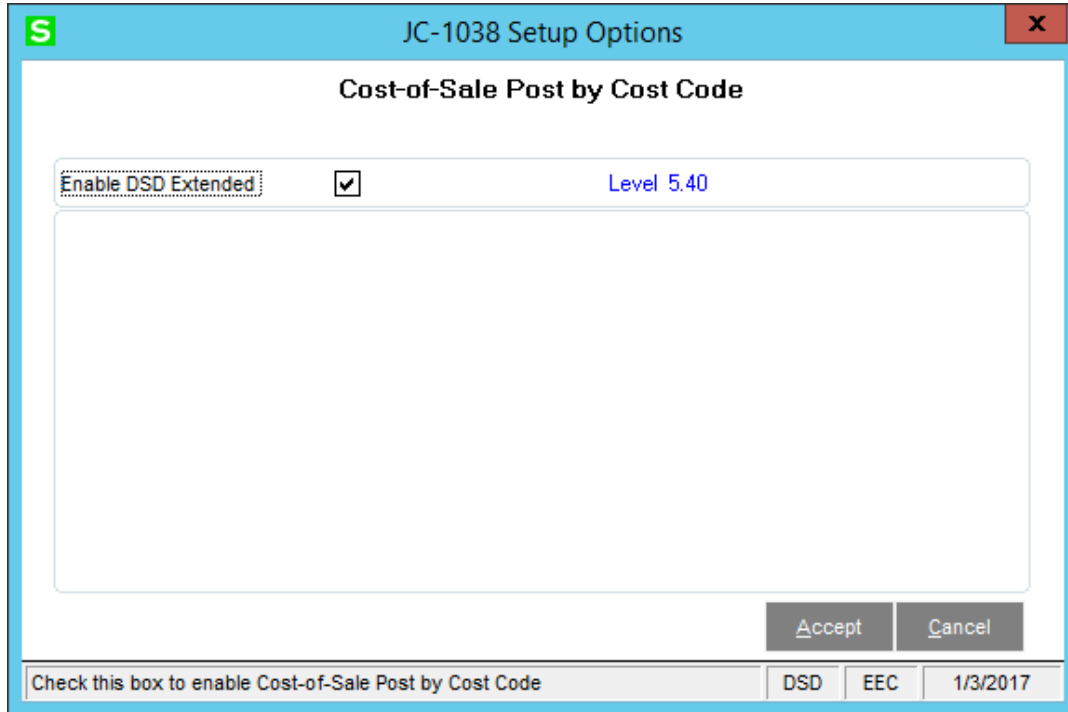 S JC-1038 Setup Options x
Cost-of-Sale Post by Cost Code
Enable DSD Extended Level 5.40
Accept Cancel
Check this box to enable Cost-of-Sale Post by Cost Code DSD EEC 1/3/2017